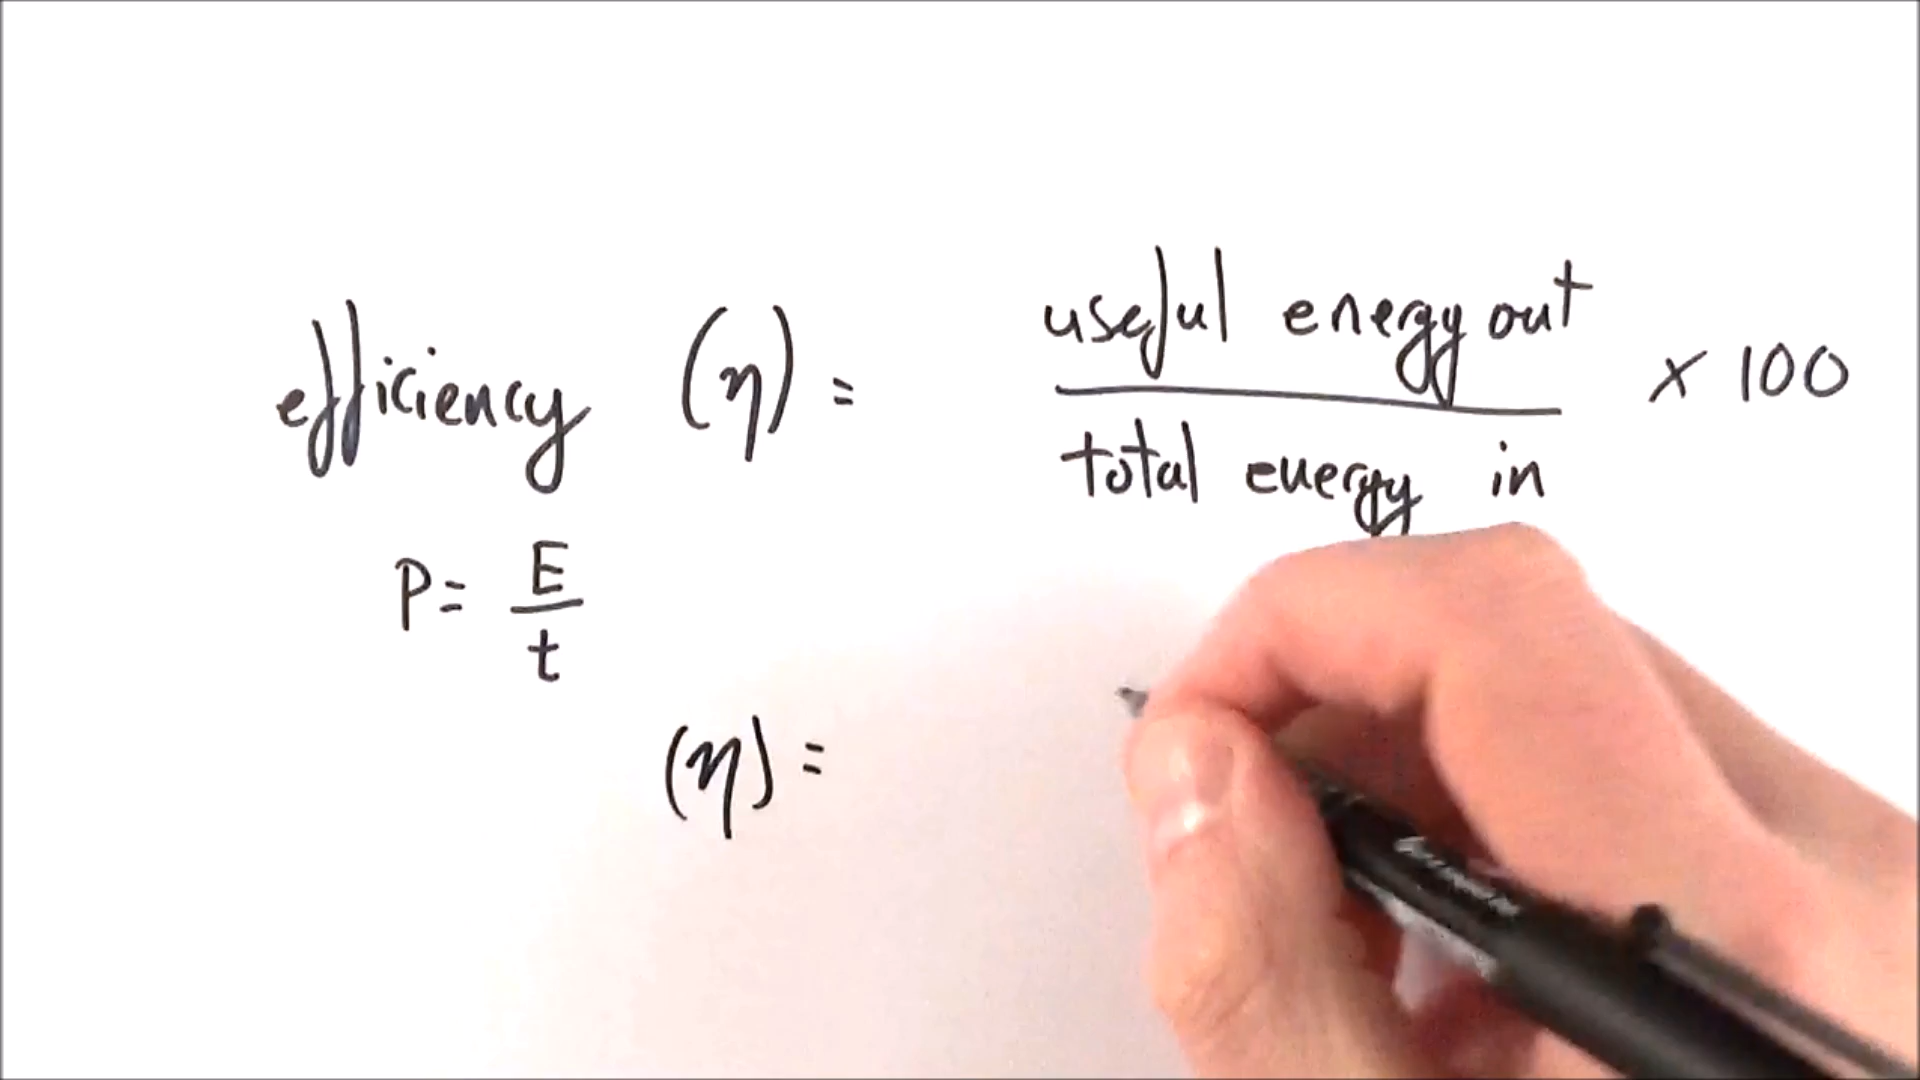 efficiency (η) = useful energy out / total energy in × 100
P = E / t
(η) =